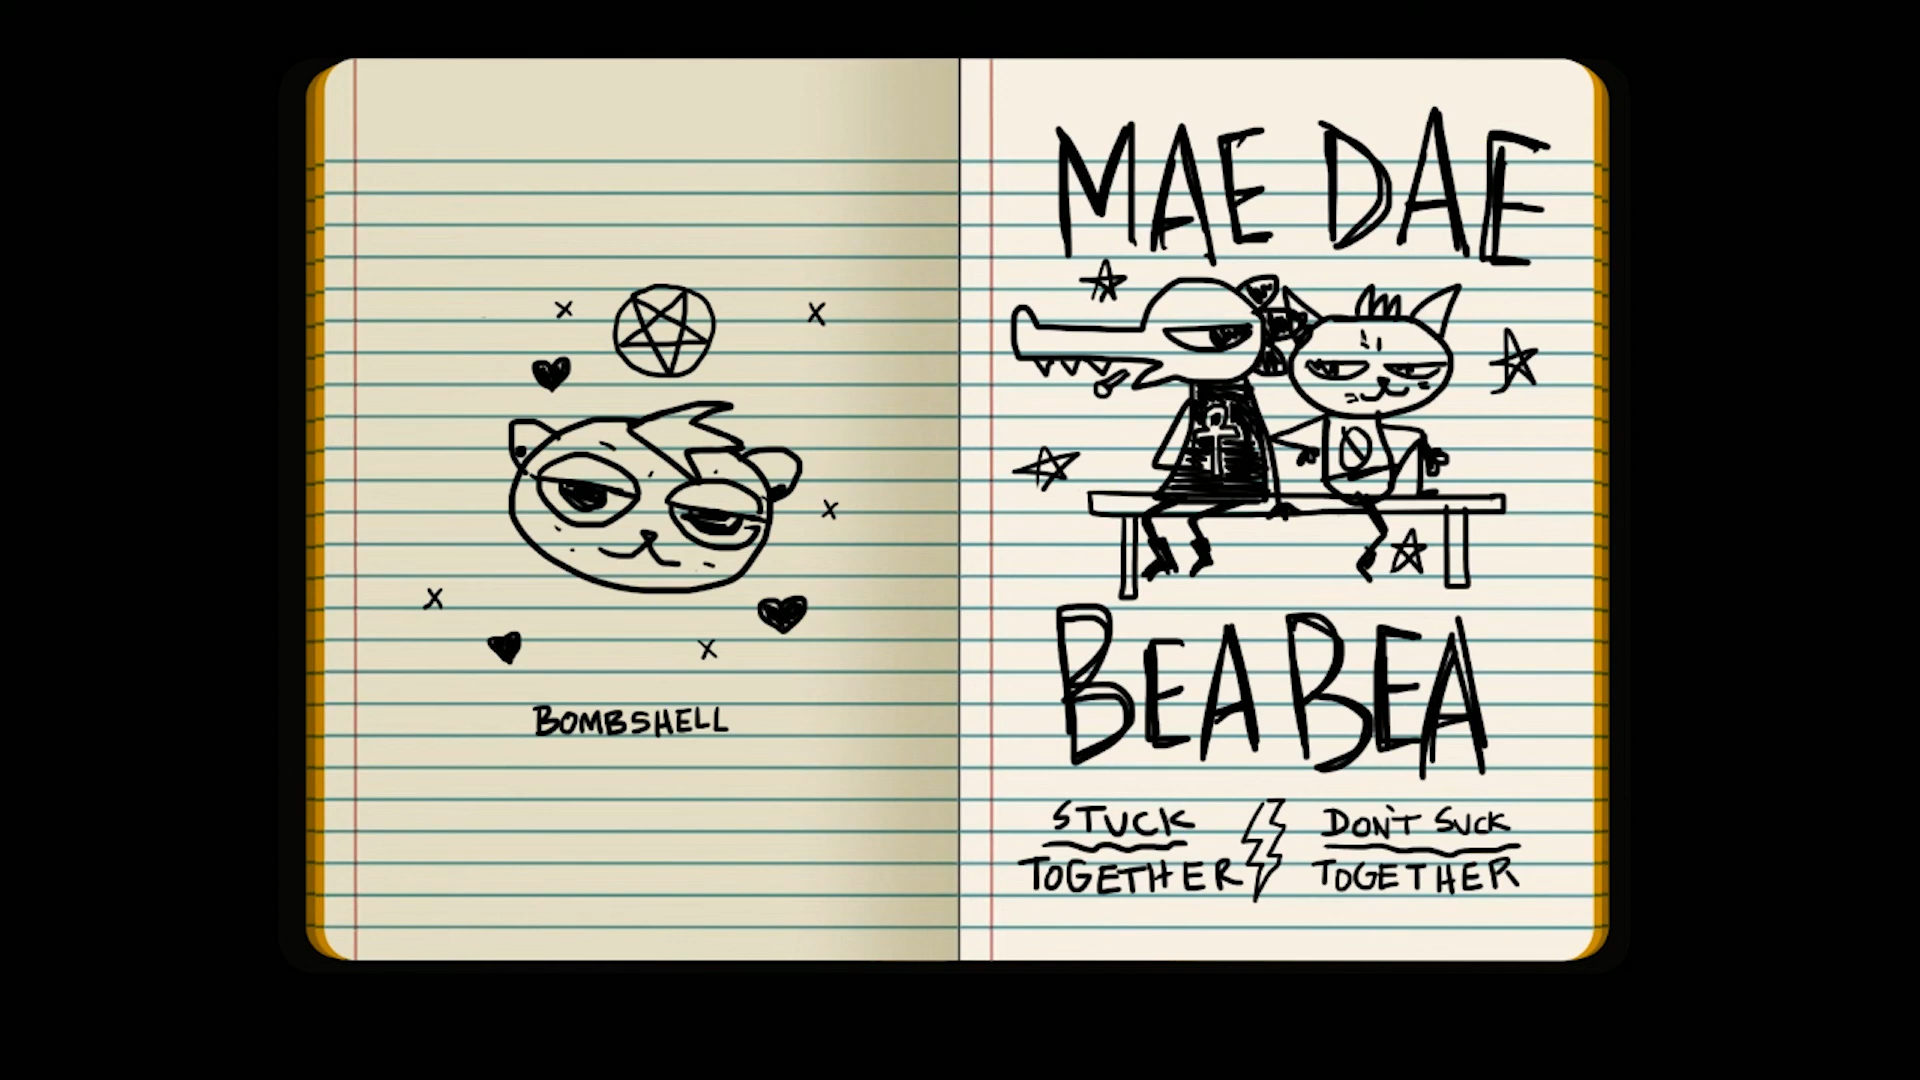 BOMBSHELL
MAE DAE
BEA BEA
STUCK
TOGETHER
DON'T SUCK
TOGETHER